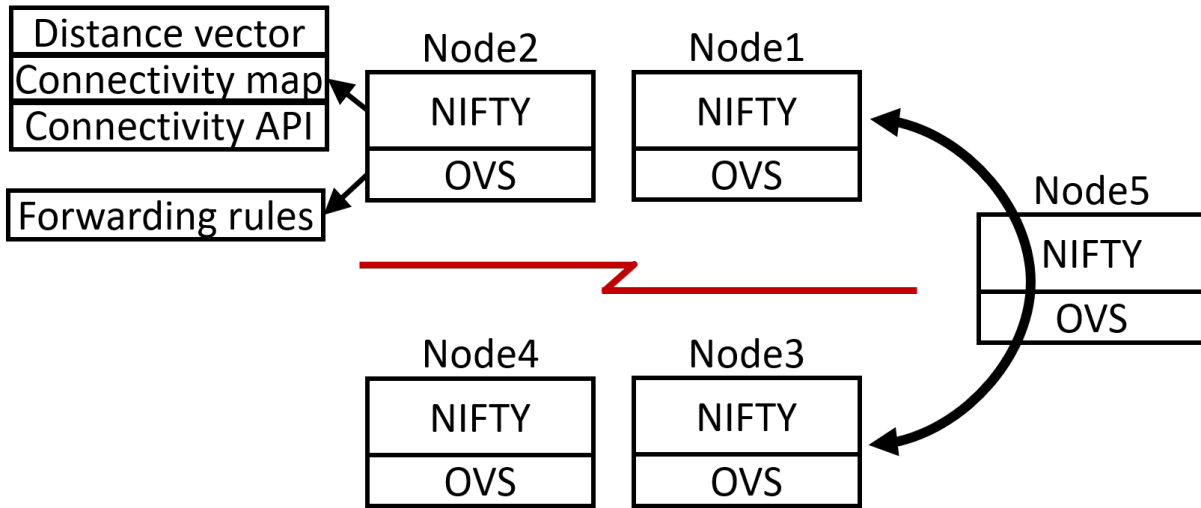 Distance vector
Connectivity map
Connectivity API
Forwarding rules
Node2
NIFTY
OVS
Node1
NIFTY
OVS
Node5
NIFTY
OVS
Node4
NIFTY
OVS
Node3
NIFTY
OVS